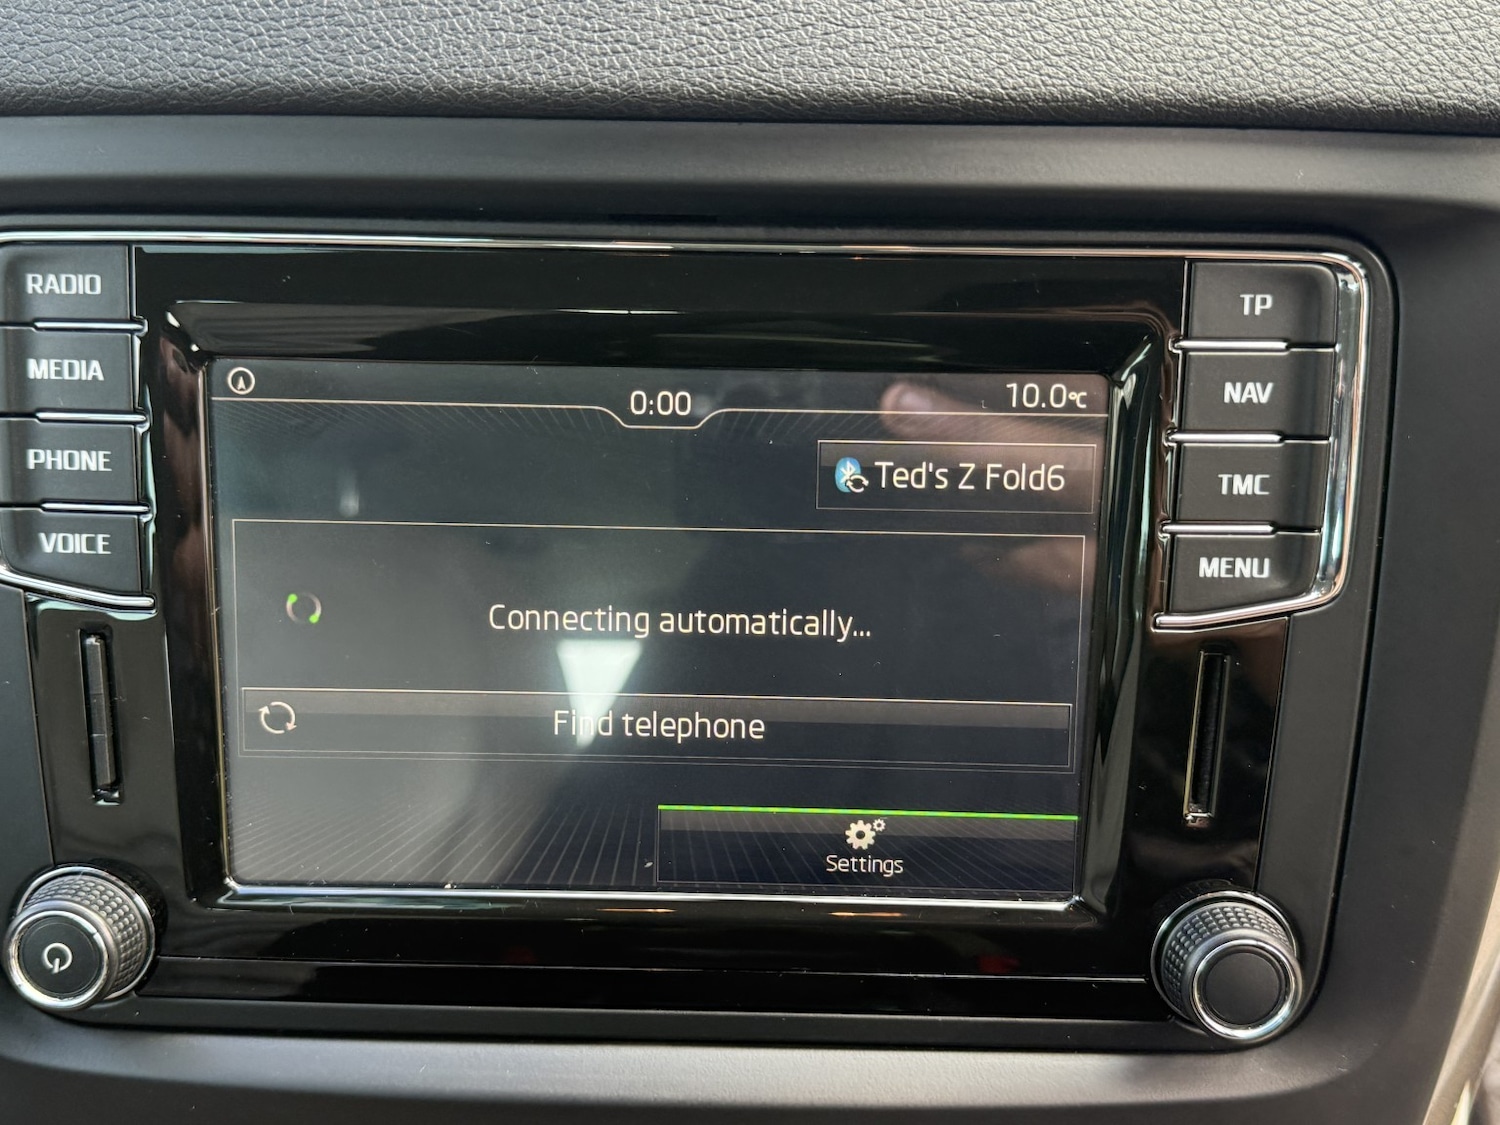 RADIO
MEDIA
PHONE
VOICE
0:00
10.0°C
Ted's Z Fold6
Connecting automatically...
Find telephone
Settings
TP
NAV
TMC
MENU